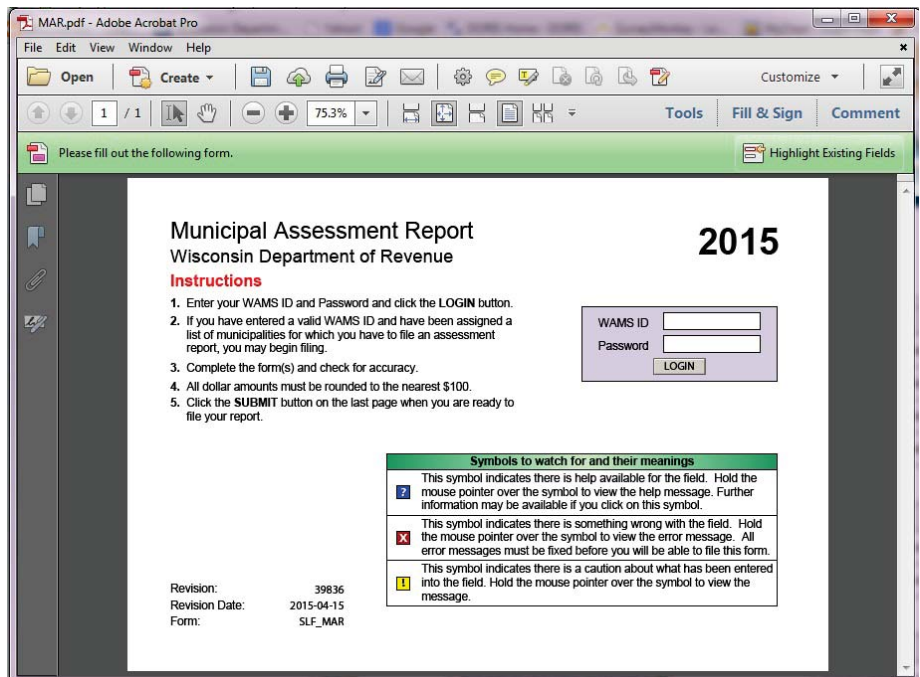 MAR.pdf - Adobe Acrobat Pro
File Edit View Window Help
Open Create Customize
1 / 1 75.3% Tools Fill & Sign Comment
Please fill out the following form. Highlight Existing Fields
Municipal Assessment Report
Wisconsin Department of Revenue
2015
Instructions
1. Enter your WAMS ID and Password and click the LOGIN button.
2. If you have entered a valid WAMS ID and have been assigned a
list of municipalities for which you have to file an assessment
report, you may begin filing.
3. Complete the form(s) and check for accuracy.
4. All dollar amounts must be rounded to the nearest $100.
5. Click the SUBMIT button on the last page when you are ready to
file your report.
WAMS ID
Password
LOGIN
Symbols to watch for and their meanings
This symbol indicates there is help available for the field. Hold the
? mouse pointer over the symbol to view the help message. Further
information may be available if you click on this symbol.
This symbol indicates there is something wrong with the field. Hold
X the mouse pointer over the symbol to view the error message. All
error messages must be fixed before you will be able to file this form.
This symbol indicates there is a caution about what has been entered
! into the field. Hold the mouse pointer over the symbol to view the
message.
Revision: 39836
Revision Date: 2015-04-15
Form: SLF_MAR